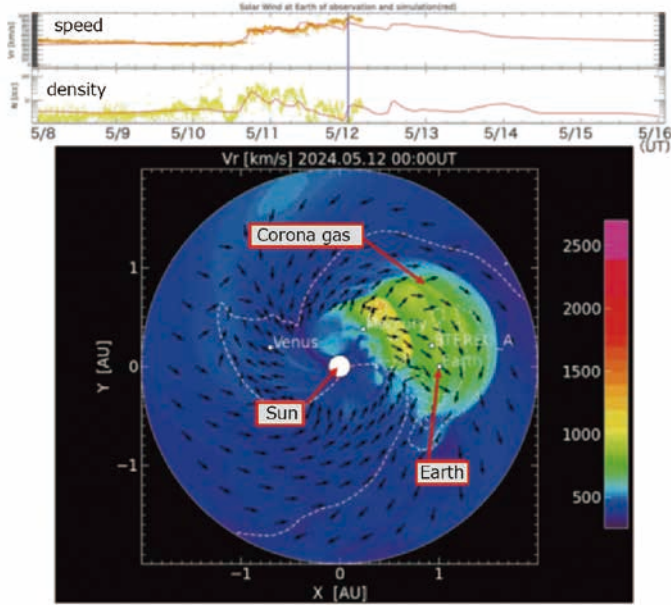 Solar Wind at Earth of observation and simulation(red)
speed
Vr [km/s]
density
5/8 5/9 5/10 5/11 5/12 5/13 5/14 5/15 5/16
(UT)
Vr [km/s] 2024.05.12 00:00UT
Corona gas
Mercury
Venus
STEREO_A
Earth
Sun
Earth
Y [AU]
1
0
−1
−1 0 1
X [AU]
2500
2000
1500
1000
500